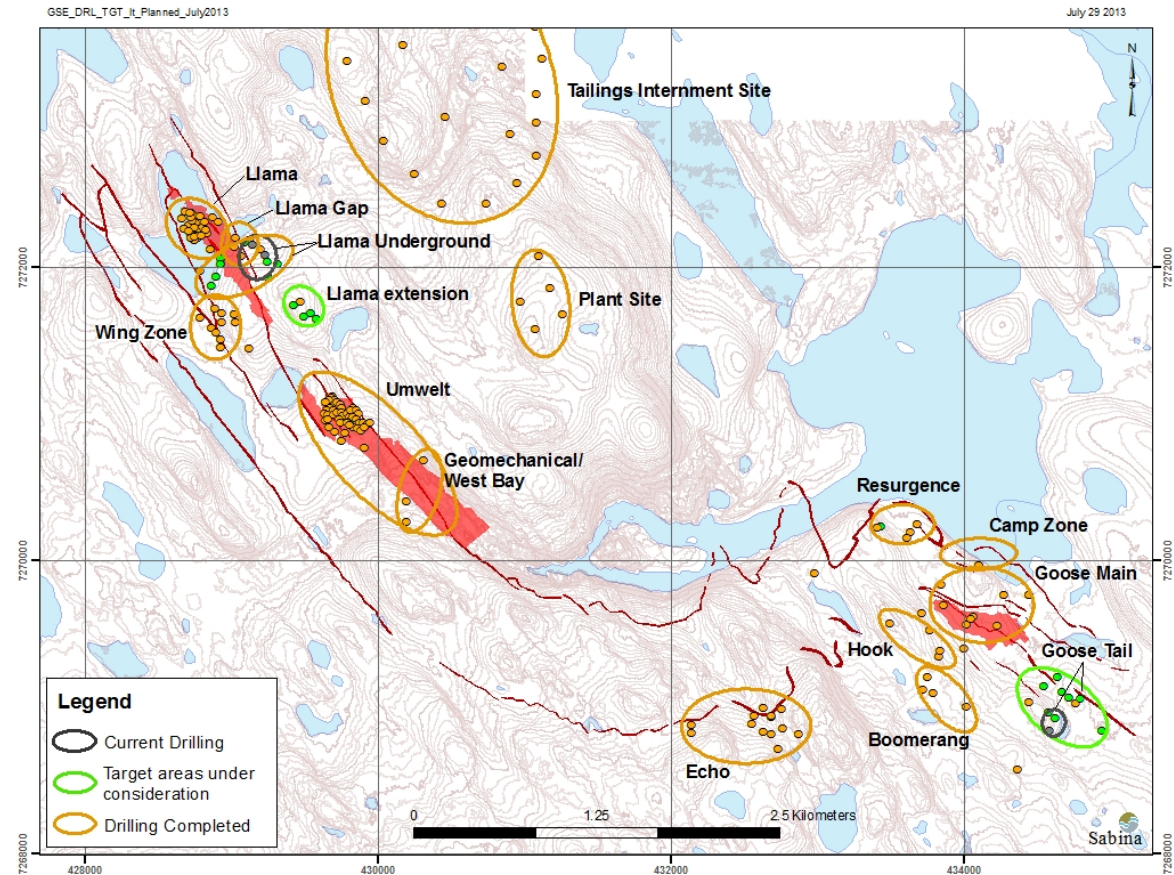 GSE_DRL_TGT_lt_Planned_July2013
July 29 2013
N
Tailings Internment Site
Llama
Llama Gap
Llama Underground
7272000
7272000
Llama extension
Plant Site
Wing Zone
Umwelt
Geomechanical/
West Bay
Resurgence
Camp Zone
7270000
7270000
Goose Main
Hook
Goose Tail
Boomerang
Echo
Legend
Current Drilling
Target areas under
consideration
Drilling Completed
0
1.25
2.5 Kilometers
Sabina
7268000
7268000
428000
430000
432000
434000